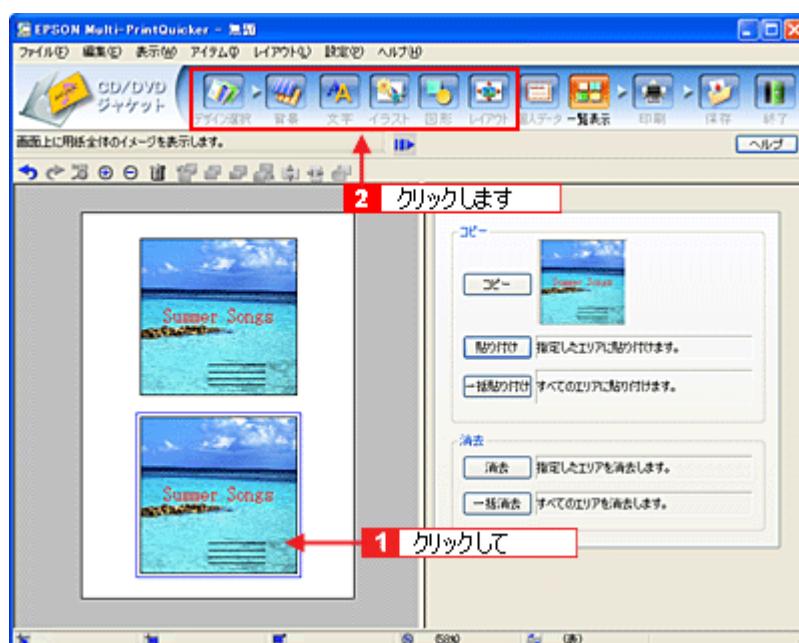 EPSON Multi-PrintQuicker - 無題
ファイル(F) 編集(E) 表示(W) アイテム(I) レイアウト(L) 設定(P) ヘルプ(H)
CD/DVD
ジャケット
デザイン選択 背景 文字 イラスト 図形 レイアウト 個人データ 一覧表示 印刷 保存 終了
画面上に用紙全体のイメージを表示します。
ヘルプ
2 クリックします
Summer Songs
Summer Songs
1 クリックして
コピー
コピー
Summer Songs
貼り付け 指定したエリアに貼り付けます。
一括貼り付け すべてのエリアに貼り付けます。
消去
消去 指定したエリアを消去します。
一括消去 すべてのエリアを消去します。
(58%) (表)